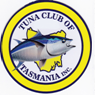 TUNA CLUB OF
TASMANIA INC.